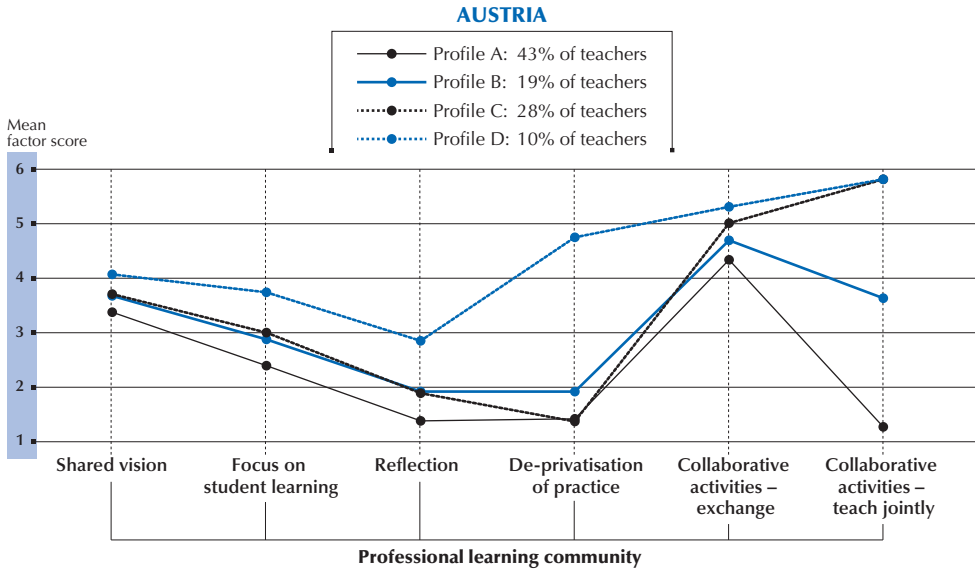 AUSTRIA
Profile A: 43% of teachers
Profile B: 19% of teachers
Profile C: 28% of teachers
Profile D: 10% of teachers
Mean
factor score
6
5
4
3
2
1
Shared vision
Focus on
student learning
Reflection
De-privatisation
of practice
Collaborative
activities –
exchange
Collaborative
activities –
teach jointly
Professional learning community